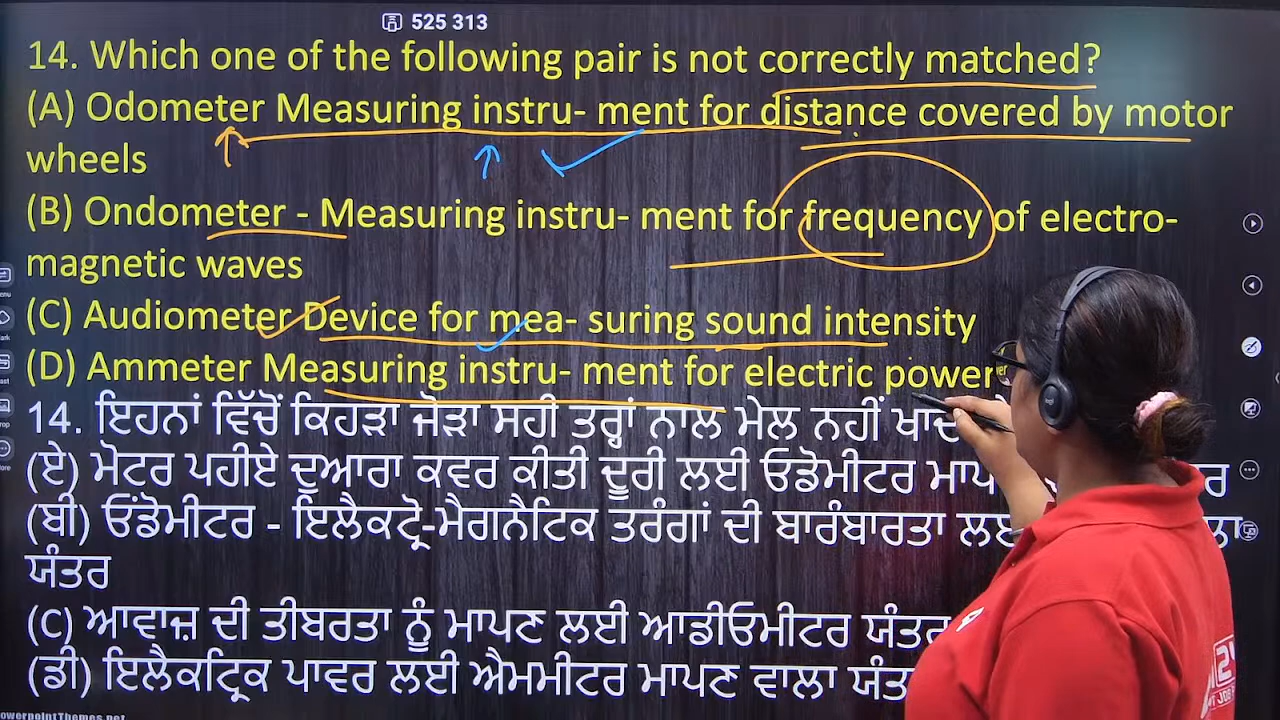 525 313
14. Which one of the following pair is not correctly matched?
(A) Odometer Measuring instru- ment for distance covered by motor
wheels
(B) Ondometer - Measuring instru- ment for frequency of electro-
magnetic waves
(C) Audiometer Device for mea- suring sound intensity
(D) Ammeter Measuring instru- ment for electric power
14. ਇਹਨਾਂ ਵਿੱਚੋਂ ਕਿਹੜਾ ਜੋੜਾ ਸਹੀ ਤਰ੍ਹਾਂ ਨਾਲ ਮੇਲ ਨਹੀਂ
(ਏ) ਮੋਟਰ ਪਹੀਏ ਦੁਆਰਾ ਕਵਰ ਕੀਤੀ ਦੂਰੀ ਲਈ ਓਡੋਮੀਟਰ
(ਬੀ) ਓਂਡੋਮੀਟਰ - ਇਲੈਕਟ੍ਰੋ-ਮੈਗਨੈਟਿਕ ਤਰੰਗਾਂ ਦੀ ਬਾਰੰਬਾਰਤਾ
ਯੰਤਰ
(C) ਆਵਾਜ਼ ਦੀ ਤੀਬਰਤਾ ਨੂੰ ਮਾਪਣ ਲਈ ਆਡੀਓਮੀਟਰ ਯੰਤਰ
(ਡੀ) ਇਲੈਕਟ੍ਰਿਕ ਪਾਵਰ ਲਈ ਐਮਮੀਟਰ ਮਾਪਣ ਵਾਲਾ
owerpointThemes.net